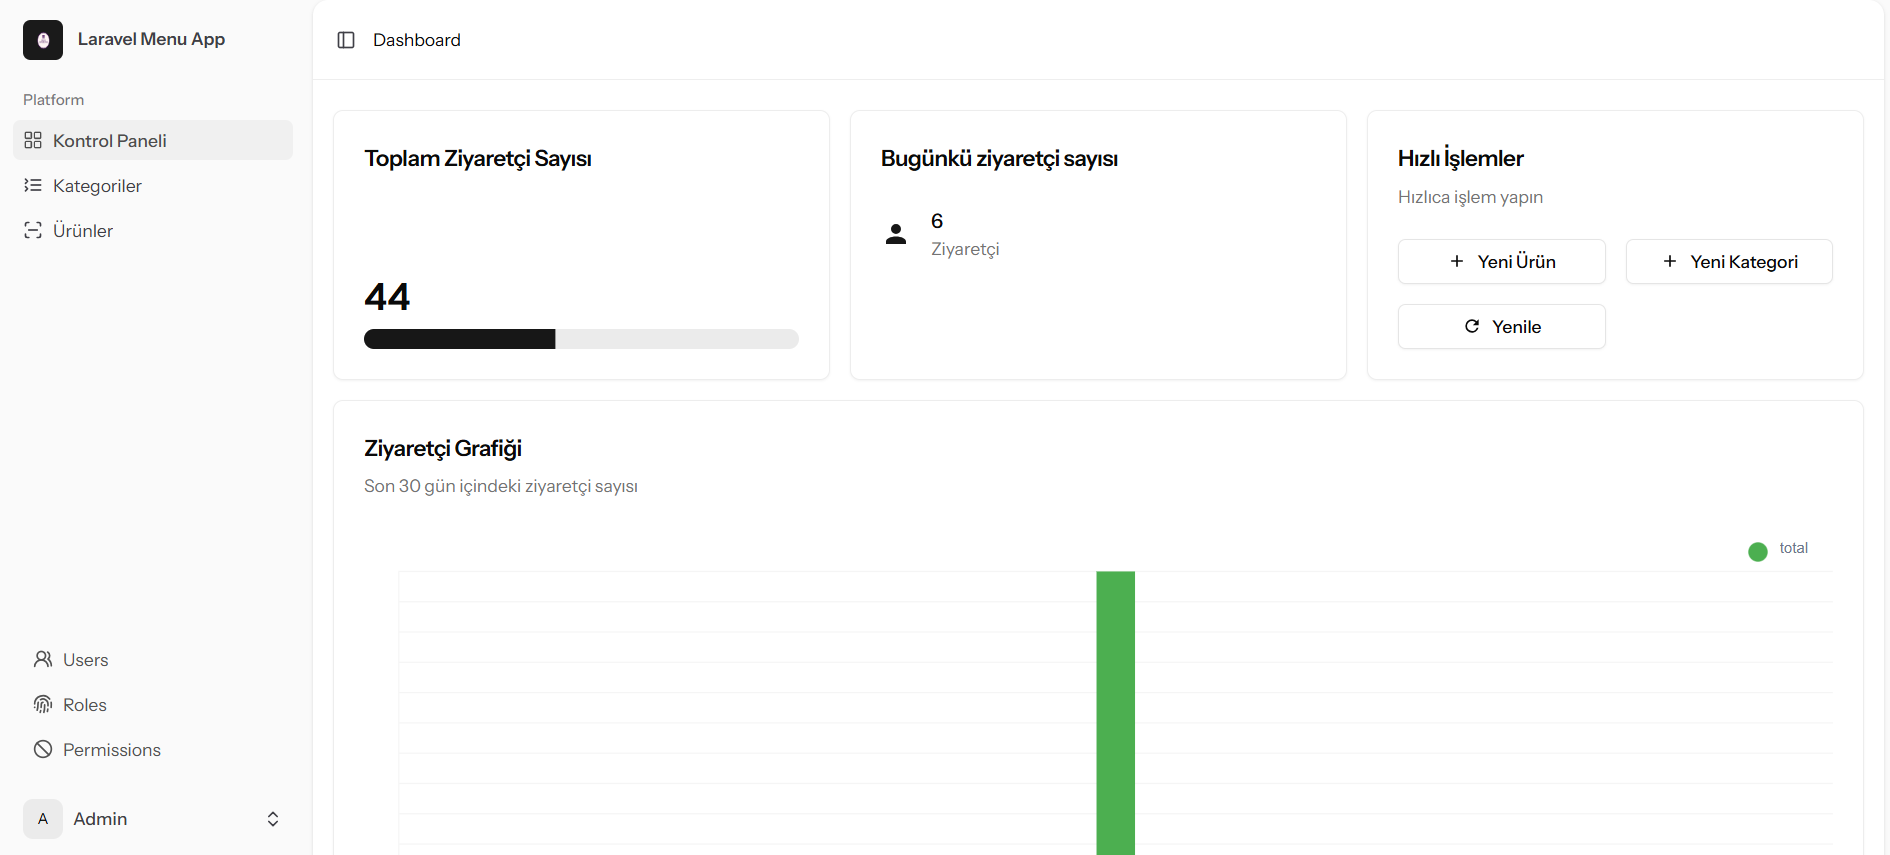 Laravel Menu App
Platform
Kontrol Paneli
Kategoriler
Ürünler
Users
Roles
Permissions
A
Admin
Dashboard
Toplam Ziyaretçi Sayısı
44
Bugünkü ziyaretçi sayısı
6
Ziyaretçi
Hızlı İşlemler
Hızlıca işlem yapın
Yeni Ürün
Yeni Kategori
Yenile
Ziyaretçi Grafiği
Son 30 gün içindeki ziyaretçi sayısı
total